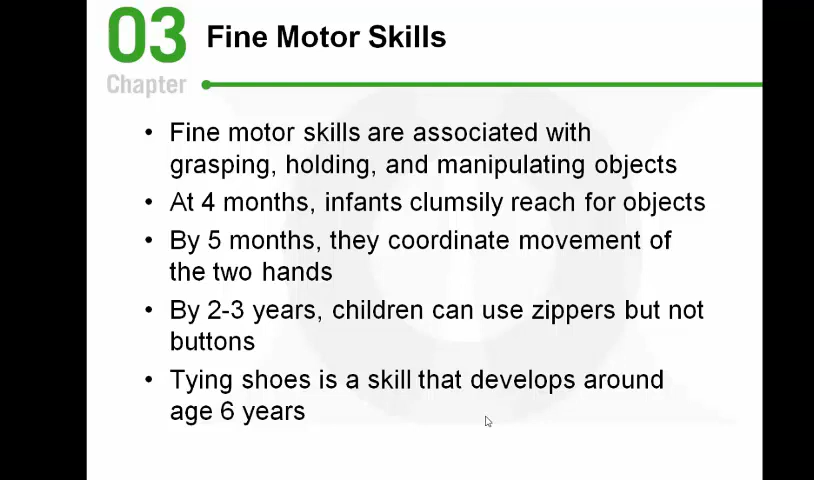 03
Chapter
Fine Motor Skills
• Fine motor skills are associated with
grasping, holding, and manipulating objects
• At 4 months, infants clumsily reach for objects
• By 5 months, they coordinate movement of
the two hands
• By 2-3 years, children can use zippers but not
buttons
• Tying shoes is a skill that develops around
age 6 years